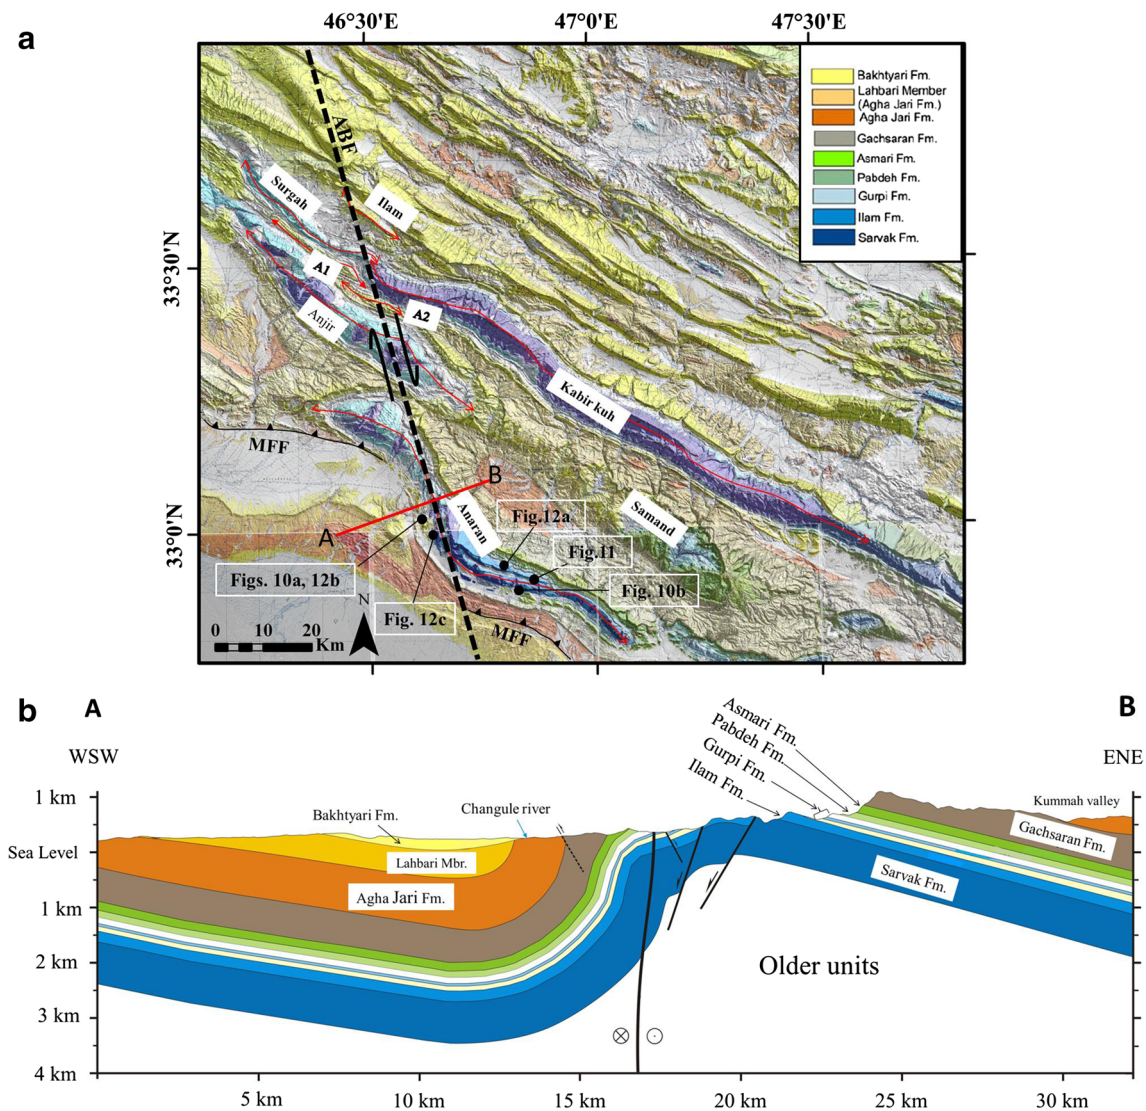 a
46°30'E 47°0'E 47°30'E
33°30'N
33°0'N
Bakhtyari Fm.
Lahbari Member
(Agha Jari Fm.)
Agha Jari Fm.
Gachsaran Fm.
Asmari Fm.
Pabdeh Fm.
Gurpi Fm.
Ilam Fm.
Sarvak Fm.
ABF
Surgah
Ilam
A1
A2
Anjir
Kabir kuh
MFF
B
A
Anaran
Fig.12a
Samand
Fig.11
Figs. 10a, 12b
Fig. 10b
Fig. 12c
MFF
N
0 10 20
Km
b
A
B
WSW
ENE
Asmari Fm.
Pabdeh Fm.
Gurpi Fm.
Ilam Fm.
1 km
Sea Level
1 km
2 km
3 km
4 km
Bakhtyari Fm.
Changule river
Kummah valley
Lahbari Mbr.
Gachsaran Fm.
Agha Jari Fm.
Sarvak Fm.
Older units
5 km 10 km 15 km 20 km 25 km 30 km